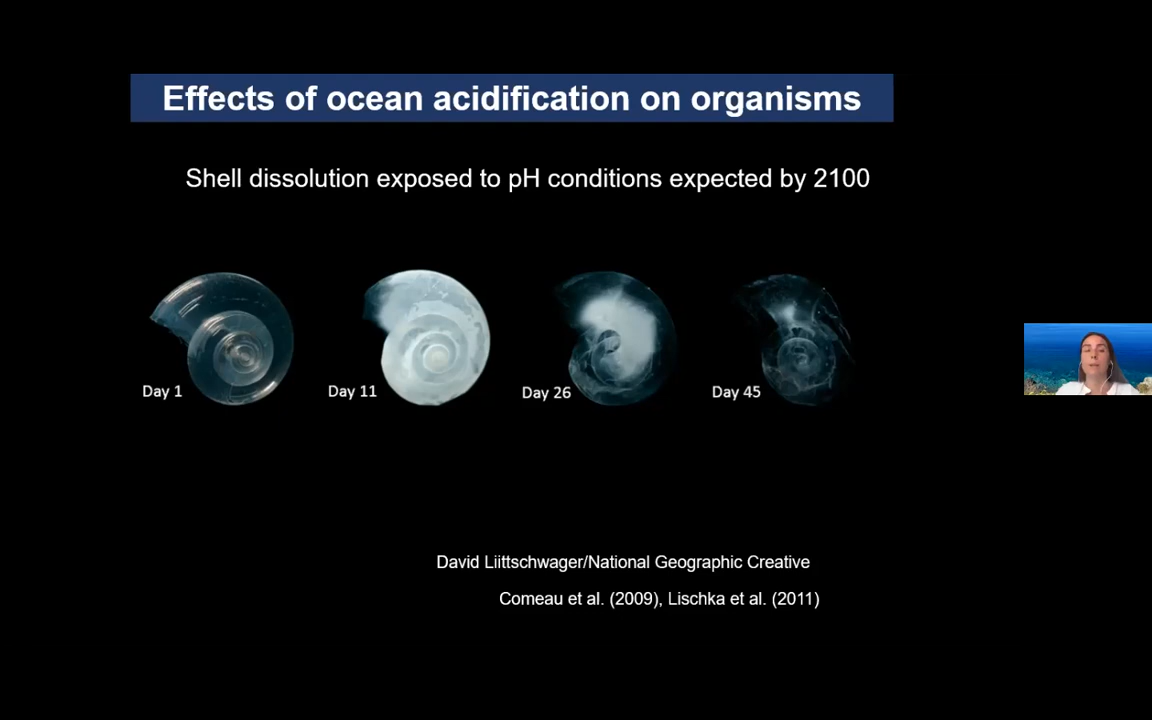 Effects of ocean acidification on organisms
Shell dissolution exposed to pH conditions expected by 2100
Day 1
Day 11
Day 26
Day 45
David Liittschwager/National Geographic Creative
Comeau et al. (2009), Lischka et al. (2011)